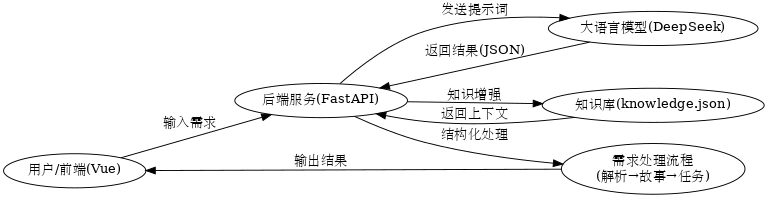 发送提示词
大语言模型(DeepSeek)
返回结果(JSON)
后端服务(FastAPI)
知识增强
知识库(knowledge.json)
返回上下文
输入需求
结构化处理
用户/前端(Vue)
输出结果
需求处理流程
(解析→故事→任务)